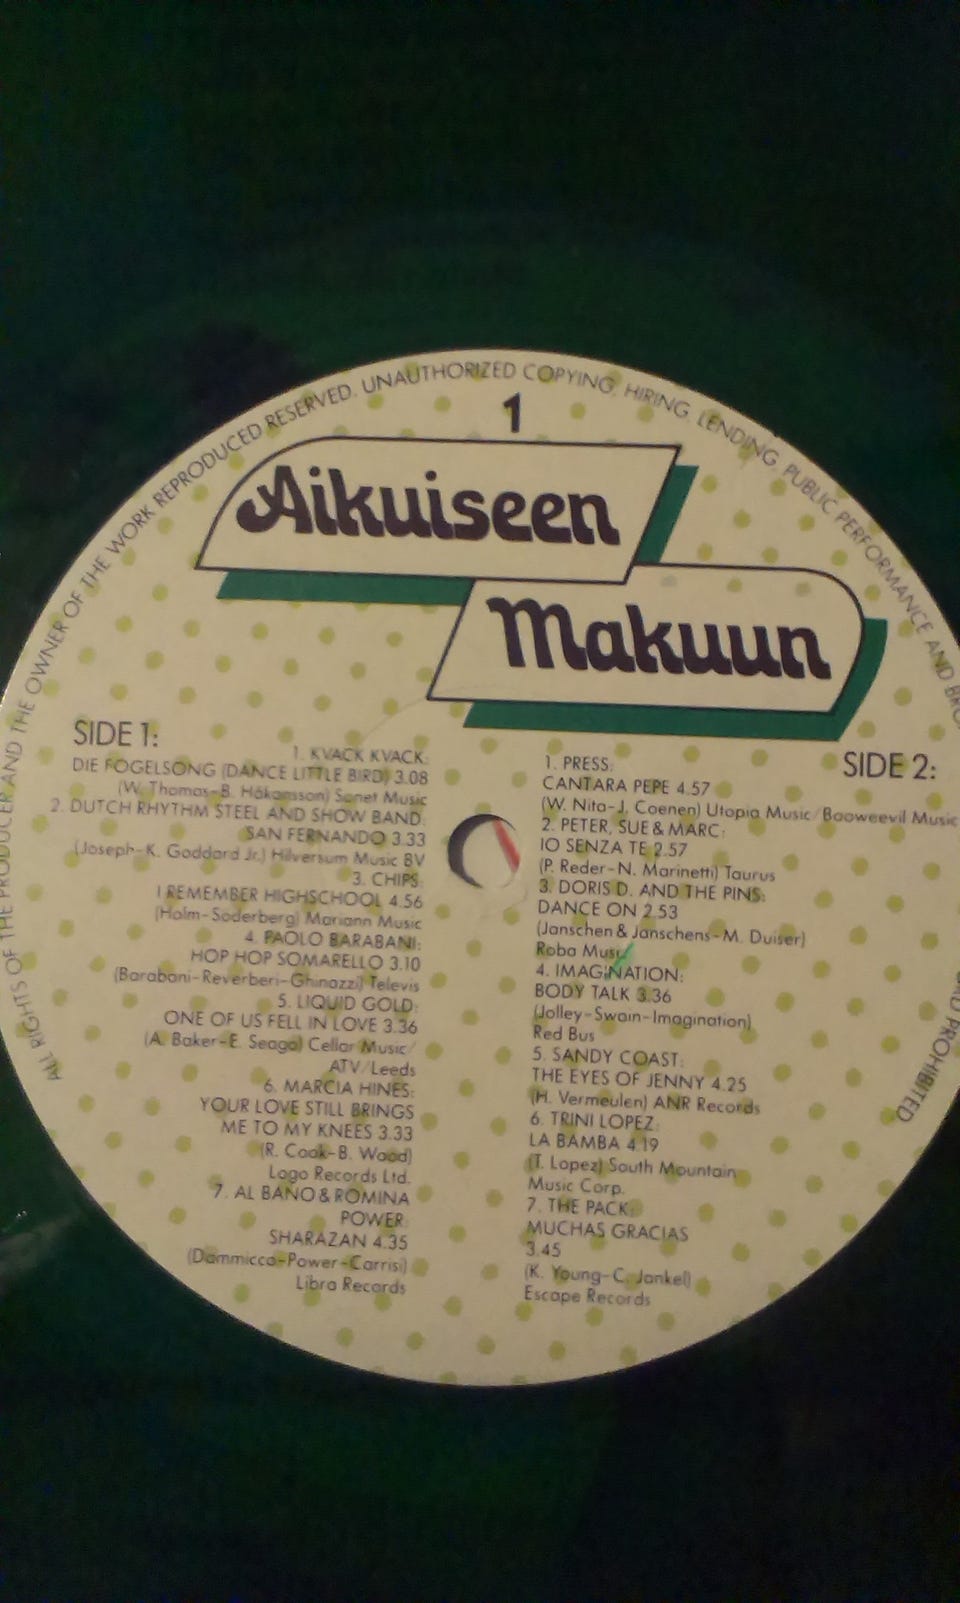 ALL RIGHTS OF THE PRODUCER AND THE OWNER OF THE WORK REPRODUCED RESERVED. UNAUTHORIZED COPYING, HIRING, LENDING, PUBLIC PERFORMANCE AND PROHIBITED
1
Aikuiseen
Makuun
SIDE 1:
1. KVACK KVACK:
DIE FOGELSONG (DANCE LITTLE BIRD) 3.08
(W. Thomas-B. Håkansson) Sonet Music
2. DUTCH RHYTHM STEEL AND SHOW BAND:
SAN FERNANDO 3.33
(Joseph-K. Goddard Jr.) Hilversum Music BV
3. CHIPS:
I REMEMBER HIGHSCHOOL 4.56
(Holm-Soderberg) Mariann Music
4. PAOLO BARABANI:
HOP HOP SOMARELLO 3.10
(Barabani-Reverberi-Ghinazzi) Televis
5. LIQUID GOLD:
ONE OF US FELL IN LOVE 3.36
(A. Baker-E. Seago) Cellar Music/
ATV/Leeds
6. MARCIA HINES:
YOUR LOVE STILL BRINGS
ME TO MY KNEES 3.33
(R. Cook-B. Wood)
Logo Records Ltd.
7. AL BANO & ROMINA
POWER:
SHARAZAN 4.35
(Dammicco-Power-Carrisi)
Libra Records
SIDE 2:
1. PRESS:
CANTARA PEPE 4.57
(W. Nita-J. Coenen) Utopia Music/Booweevil Music
2. PETER, SUE & MARC:
IO SENZA TE 2.57
(P. Reder-N. Marinetti) Taurus
3. DORIS D. AND THE PINS:
DANCE ON 2.53
(Janschen & Janschens-M. Duiser)
Roba Music
4. IMAGINATION:
BODY TALK 3.36
(Jolley-Swain-Imagination)
Red Bus
5. SANDY COAST:
THE EYES OF JENNY 4.25
(H. Vermeulen) ANR Records
6. TRINI LOPEZ:
LA BAMBA 4.19
(T. Lopez) South Mountain
Music Corp.
7. THE PACK:
MUCHAS GRACIAS
3.45
(K. Young-C. Jankel)
Escape Records